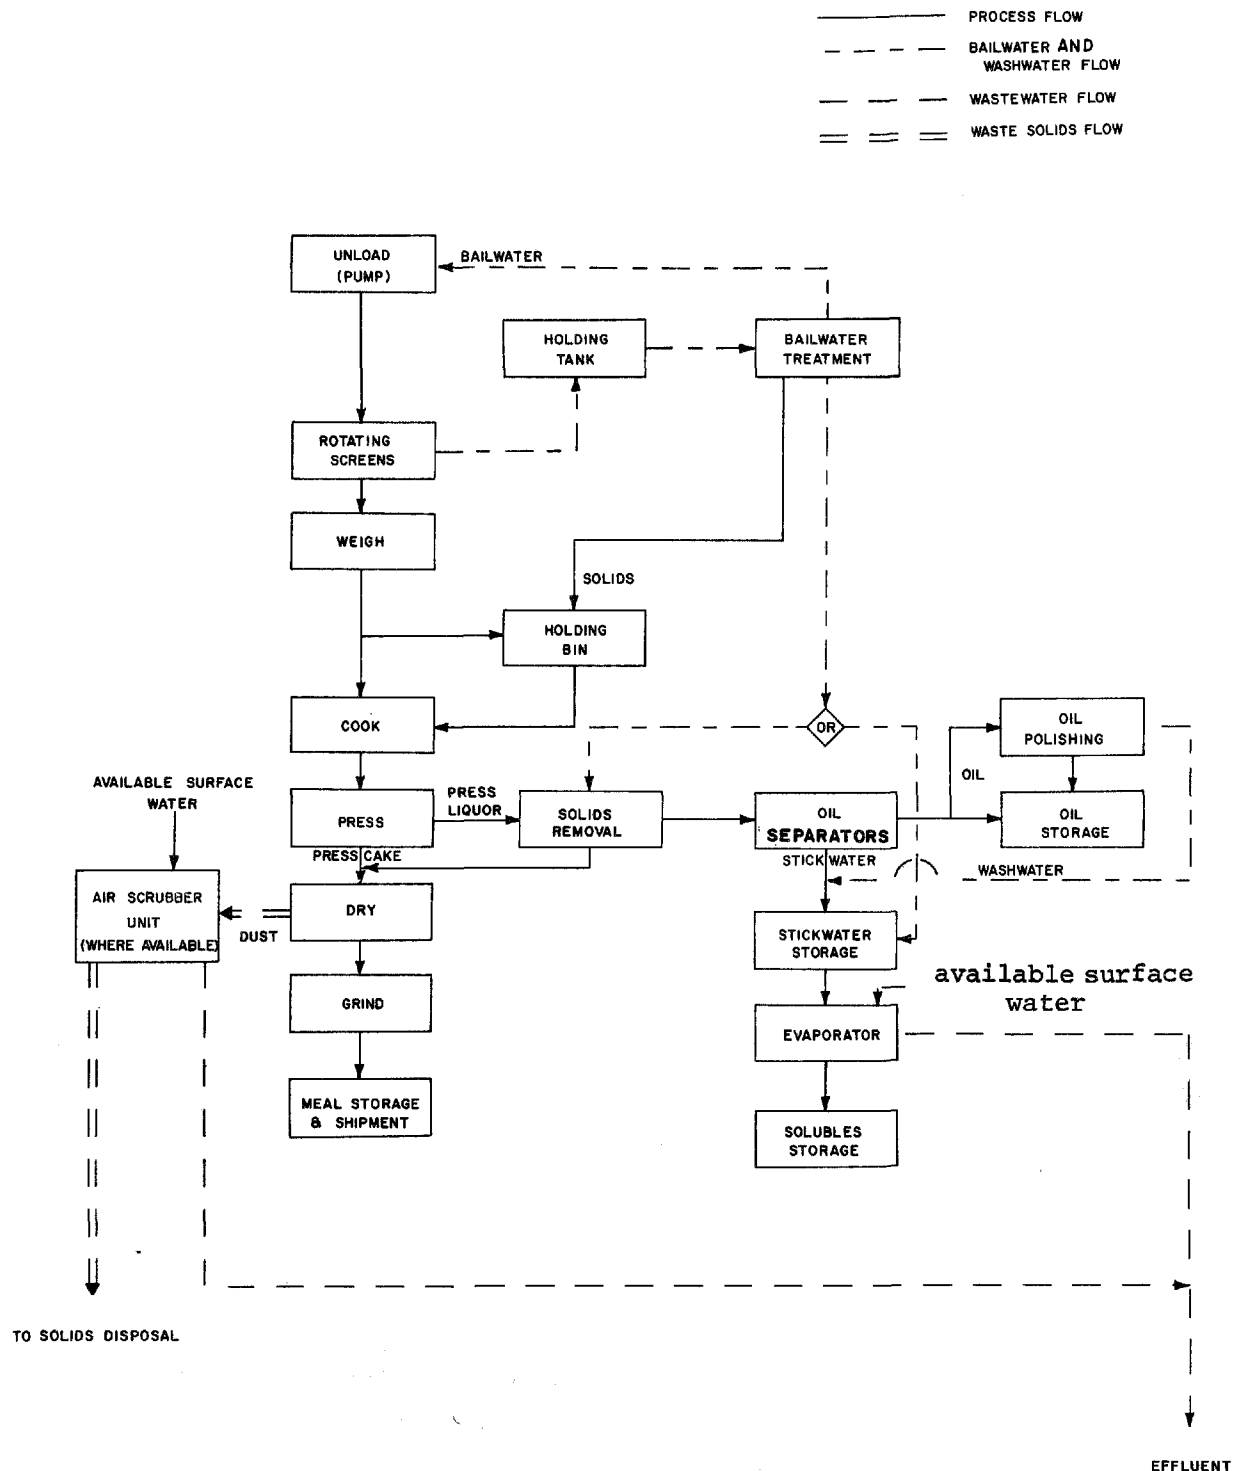 PROCESS FLOW
BAILWATER AND
WASHWATER FLOW
WASTEWATER FLOW
WASTE SOLIDS FLOW
UNLOAD
(PUMP)
BAILWATER
HOLDING
TANK
BAILWATER
TREATMENT
ROTATING
SCREENS
WEIGH
SOLIDS
HOLDING
BIN
COOK
OR
OIL
POLISHING
OIL
AVAILABLE SURFACE
WATER
PRESS
PRESS
LIQUOR
SOLIDS
REMOVAL
OIL
SEPARATORS
OIL
STORAGE
PRESS CAKE
STICK WATER
WASHWATER
AIR SCRUBBER
UNIT
(WHERE AVAILABLE)
DUST
DRY
STICKWATER
STORAGE
available surface
water
GRIND
EVAPORATOR
MEAL STORAGE
& SHIPMENT
SOLUBLES
STORAGE
TO SOLIDS DISPOSAL
EFFLUENT